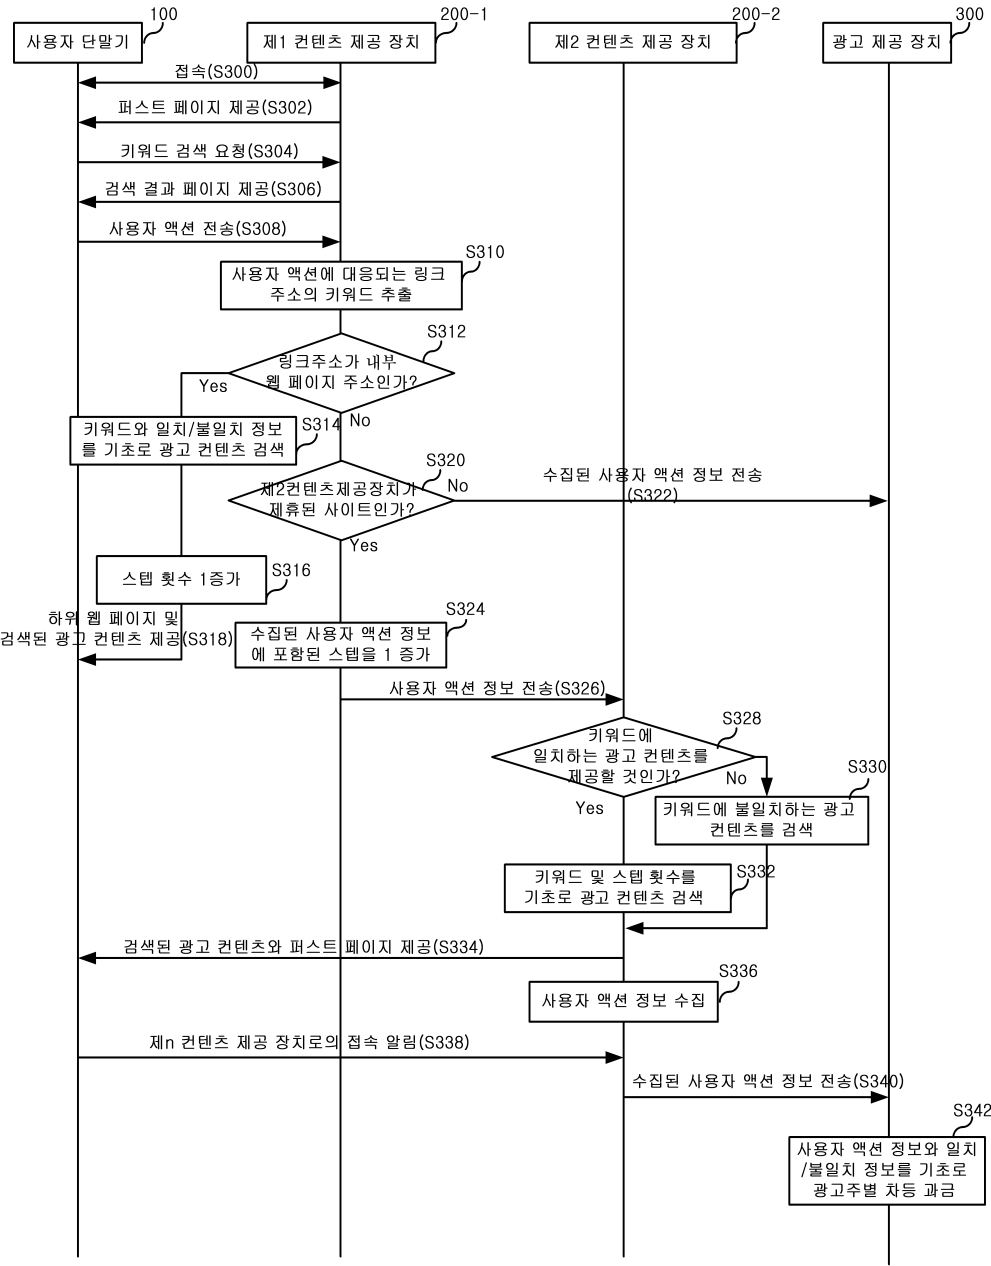 100
200-1
200-2
300
사용자 단말기
제1 컨텐츠 제공 장치
제2 컨텐츠 제공 장치
광고 제공 장치
접속(S300)
퍼스트 페이지 제공(S302)
키워드 검색 요청(S304)
검색 결과 페이지 제공(S306)
사용자 액션 전송(S308)
S310
사용자 액션에 대응되는 링크
주소의 키워드 추출
S312
링크주소가 내부
웹 페이지 주소인가?
Yes
No
S314
키워드와 일치/불일치 정보
를 기초로 광고 컨텐츠 검색
S320
제2컨텐츠제공장치가
제휴된 사이트인가?
No
Yes
수집된 사용자 액션 정보 전송
(S322)
S316
스텝 횟수 1증가
하위 웹 페이지 및
검색된 광고 컨텐츠 제공(S318)
S324
수집된 사용자 액션 정보
에 포함된 스텝을 1 증가
사용자 액션 정보 전송(S326)
S328
키워드에
일치하는 광고 컨텐츠를
제공할 것인가?
No
Yes
S330
키워드에 불일치하는 광고
컨텐츠를 검색
S332
키워드 및 스텝 횟수를
기초로 광고 컨텐츠 검색
검색된 광고 컨텐츠와 퍼스트 페이지 제공(S334)
S336
사용자 액션 정보 수집
제n 컨텐츠 제공 장치로의 접속 알림(S338)
수집된 사용자 액션 정보 전송(S340)
S342
사용자 액션 정보와 일치
/불일치 정보를 기초로
광고주별 차등 과금